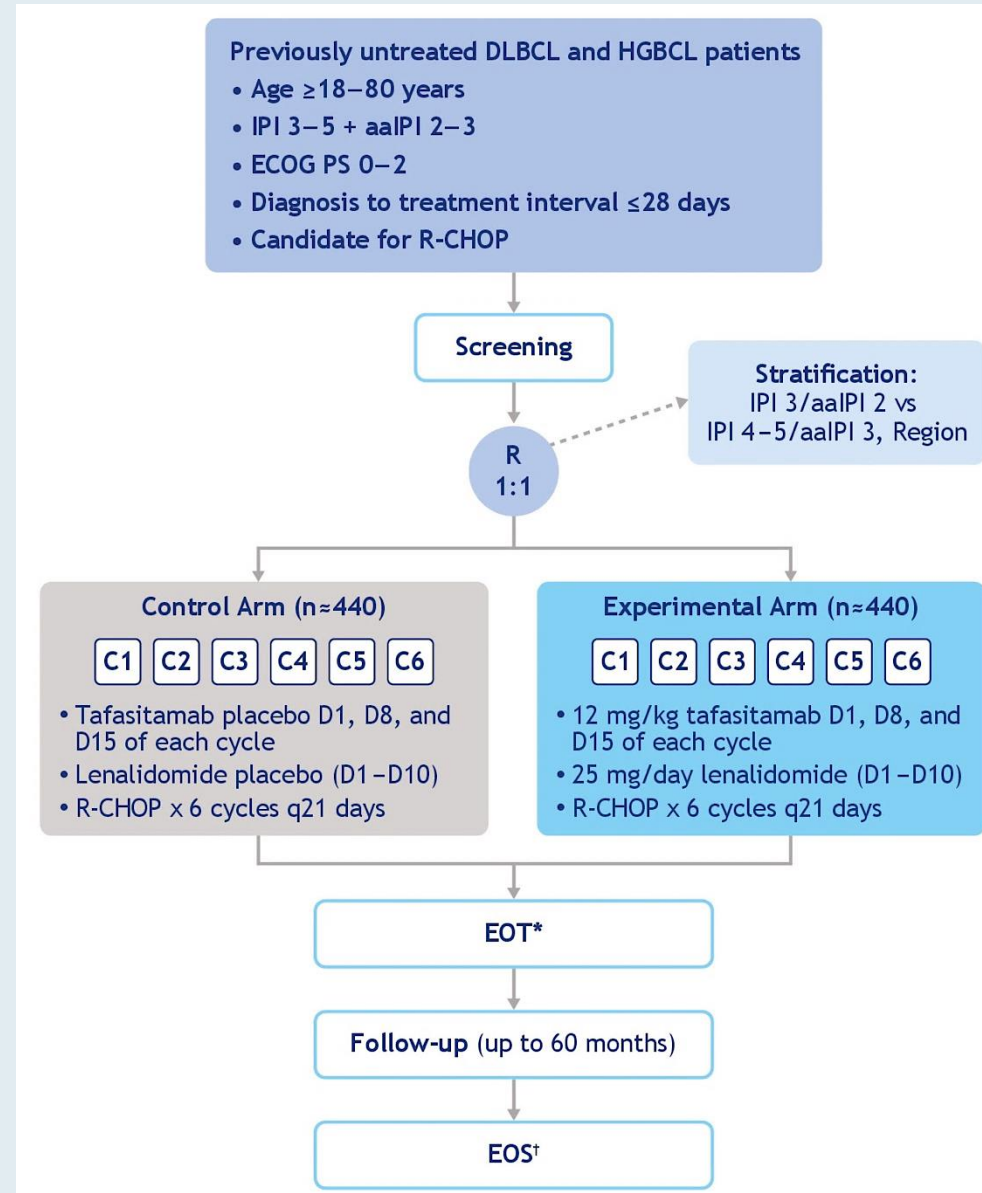 Previously untreated DLBCL and HGBCL patients
• Age ≥18–80 years
• IPI 3–5 + aaIPI 2–3
• ECOG PS 0–2
• Diagnosis to treatment interval ≤28 days
• Candidate for R-CHOP
Screening
Stratification:
IPI 3/aaIPI 2 vs
IPI 4–5/aaIPI 3, Region
R
1:1
Control Arm (n≈440)
C1 C2 C3 C4 C5 C6
• Tafasitamab placebo D1, D8, and
D15 of each cycle
• Lenalidomide placebo (D1–D10)
• R-CHOP x 6 cycles q21 days
Experimental Arm (n≈440)
C1 C2 C3 C4 C5 C6
• 12 mg/kg tafasitamab D1, D8, and
D15 of each cycle
• 25 mg/day lenalidomide (D1–D10)
• R-CHOP x 6 cycles q21 days
EOT*
Follow-up (up to 60 months)
EOS†